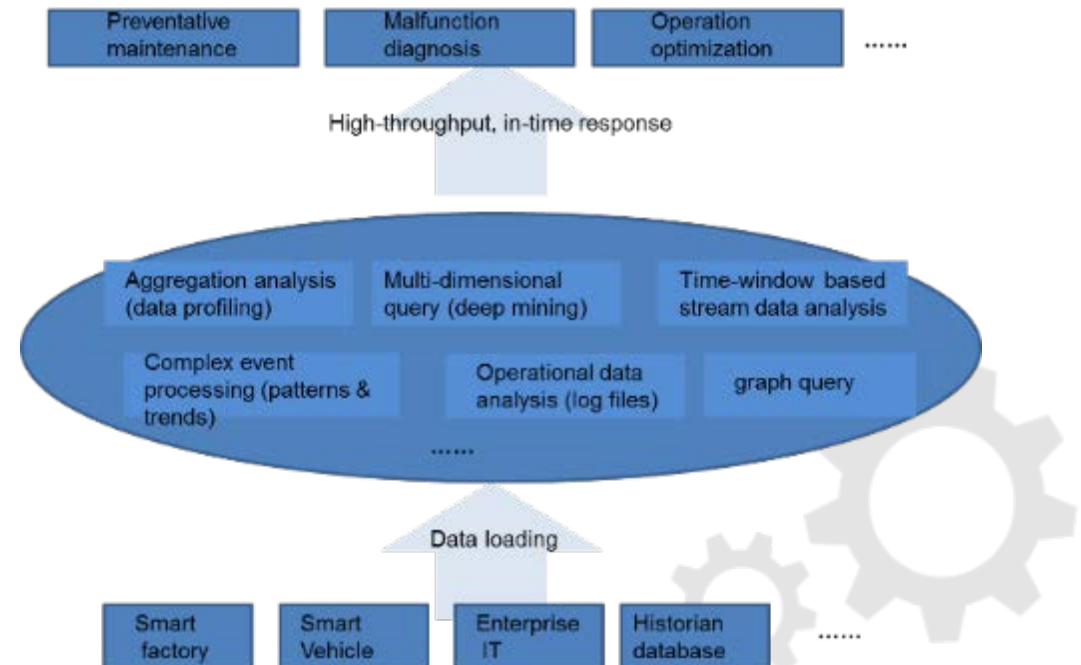 Preventative
maintenance
Malfunction
diagnosis
Operation
optimization
......
High-throughput, in-time response
Aggregation analysis
(data profiling)
Multi-dimensional
query (deep mining)
Time-window based
stream data analysis
Complex event
processing (patterns &
trends)
Operational data
analysis (log files)
graph query
......
Data loading
Smart
factory
Smart
Vehicle
Enterprise
IT
Historian
database
......